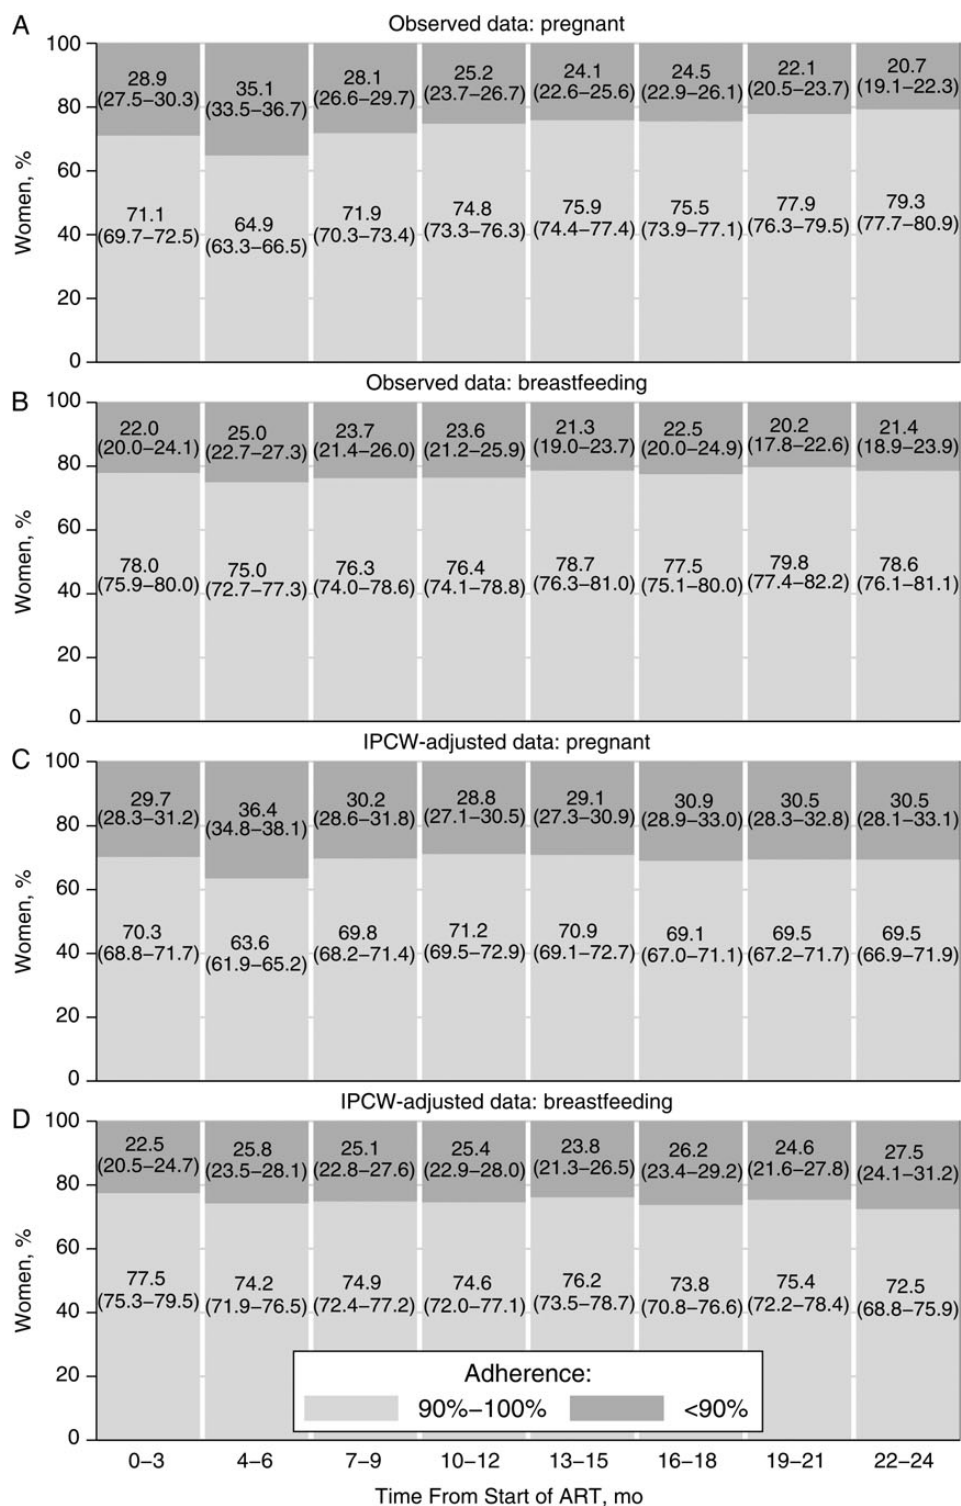 A
Observed data: pregnant
Women, %
100
80
60
40
20
0
28.9 35.1 28.1 25.2 24.1 24.5 22.1 20.7
(27.5–30.3) (33.5–36.7) (26.6–29.7) (23.7–26.7) (22.6–25.6) (22.9–26.1) (20.5–23.7) (19.1–22.3)
71.1 64.9 71.9 74.8 75.9 75.5 77.9 79.3
(69.7–72.5) (63.3–66.5) (70.3–73.4) (73.3–76.3) (74.4–77.4) (73.9–77.1) (76.3–79.5) (77.7–80.9)
B
Observed data: breastfeeding
Women, %
100
80
60
40
20
0
22.0 25.0 23.7 23.6 21.3 22.5 20.2 21.4
(20.0–24.1) (22.7–27.3) (21.4–26.0) (21.2–25.9) (19.0–23.7) (20.0–24.9) (17.8–22.6) (18.9–23.9)
78.0 75.0 76.3 76.4 78.7 77.5 79.8 78.6
(75.9–80.0) (72.7–77.3) (74.0–78.6) (74.1–78.8) (76.3–81.0) (75.1–80.0) (77.4–82.2) (76.1–81.1)
C
IPCW-adjusted data: pregnant
Women, %
100
80
60
40
20
0
29.7 36.4 30.2 28.8 29.1 30.9 30.5 30.5
(28.3–31.2) (34.8–38.1) (28.6–31.8) (27.1–30.5) (27.3–30.9) (28.9–33.0) (28.3–32.8) (28.1–33.1)
70.3 63.6 69.8 71.2 70.9 69.1 69.5 69.5
(68.8–71.7) (61.9–65.2) (68.2–71.4) (69.5–72.9) (69.1–72.7) (67.0–71.1) (67.2–71.7) (66.9–71.9)
D
IPCW-adjusted data: breastfeeding
Women, %
100
80
60
40
20
0
22.5 25.8 25.1 25.4 23.8 26.2 24.6 27.5
(20.5–24.7) (23.5–28.1) (22.8–27.6) (22.9–28.0) (21.3–26.5) (23.4–29.2) (21.6–27.8) (24.1–31.2)
77.5 74.2 74.9 74.6 76.2 73.8 75.4 72.5
(75.3–79.5) (71.9–76.5) (72.4–77.2) (72.0–77.1) (73.5–78.7) (70.8–76.6) (72.2–78.4) (68.8–75.9)
Adherence:
90%–100% <90%
0–3 4–6 7–9 10–12 13–15 16–18 19–21 22–24
Time From Start of ART, mo